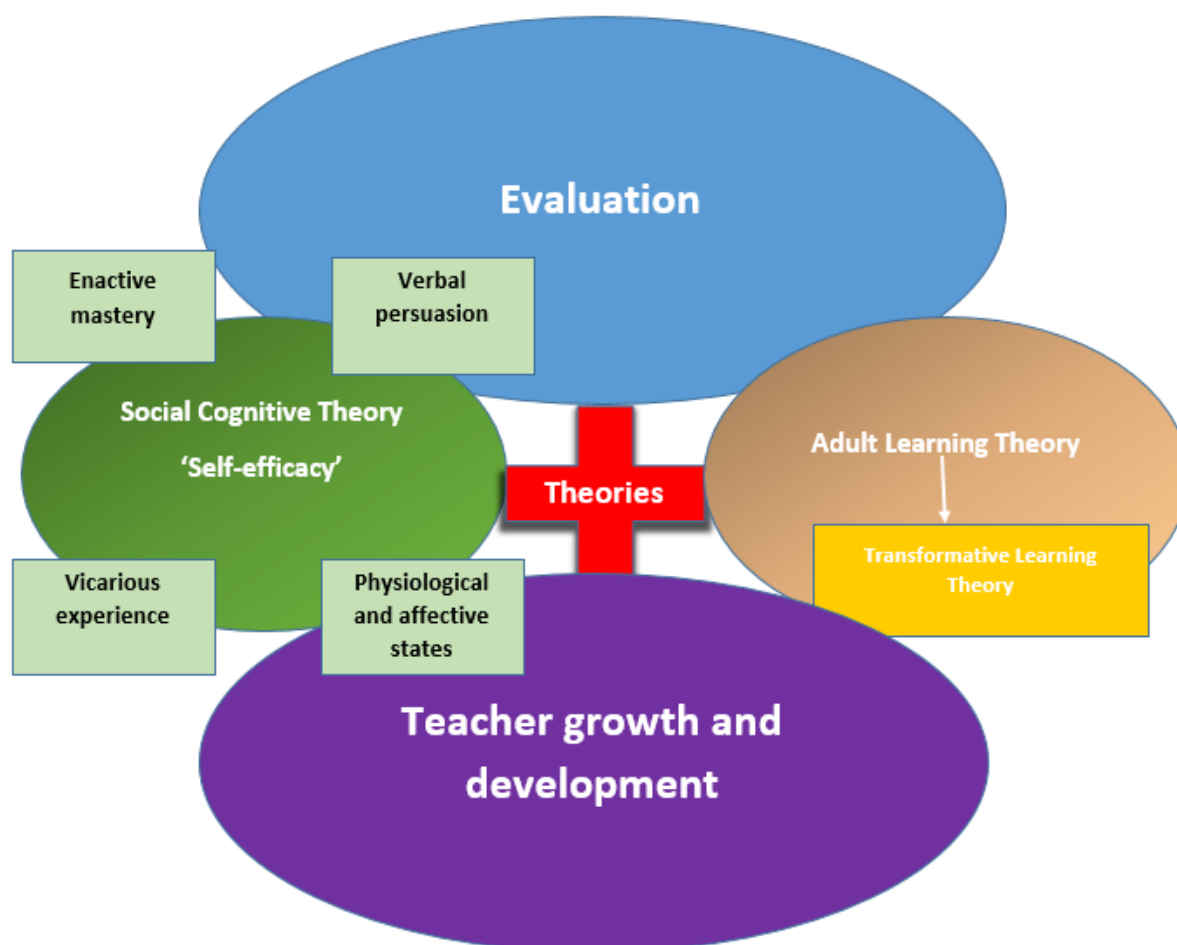 Evaluation
Enactive
mastery
Verbal
persuasion
Social Cognitive Theory
‘Self-efficacy’
Theories
Adult Learning Theory
Transformative Learning
Theory
Vicarious
experience
Physiological
and affective
states
Teacher growth and
development